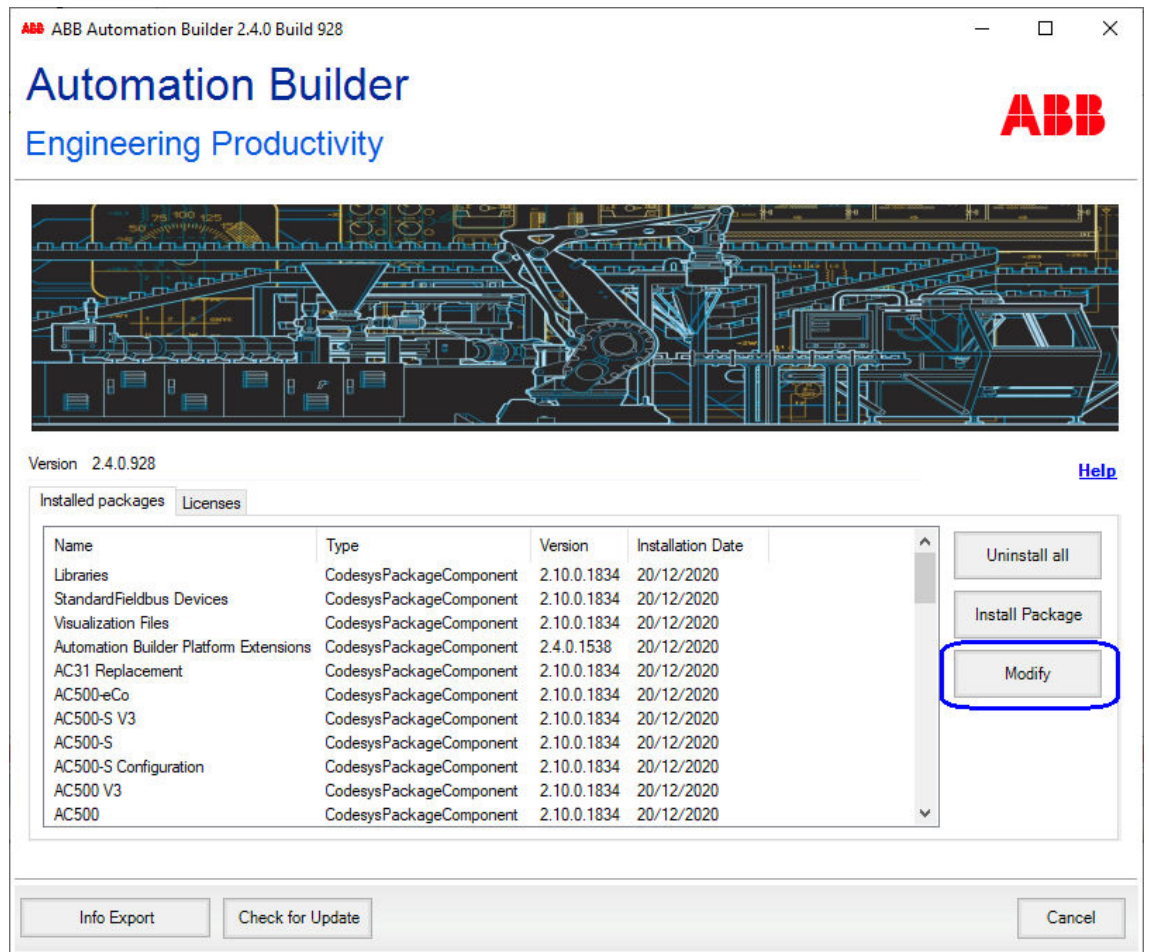 ABB ABB Automation Builder 2.4.0 Build 928
Automation Builder
ABB
Engineering Productivity
75 100 125
50
Version 2.4.0.928
Help
Installed packages Licenses
Name Type Version Installation Date
Libraries CodesysPackageComponent 2.10.0.1834 20/12/2020
StandardFieldbus Devices CodesysPackageComponent 2.10.0.1834 20/12/2020
Visualization Files CodesysPackageComponent 2.10.0.1834 20/12/2020
Automation Builder Platform Extensions CodesysPackageComponent 2.4.0.1538 20/12/2020
AC31 Replacement CodesysPackageComponent 2.10.0.1834 20/12/2020
AC500-eCo CodesysPackageComponent 2.10.0.1834 20/12/2020
AC500-S V3 CodesysPackageComponent 2.10.0.1834 20/12/2020
AC500-S CodesysPackageComponent 2.10.0.1834 20/12/2020
AC500-S Configuration CodesysPackageComponent 2.10.0.1834 20/12/2020
AC500 V3 CodesysPackageComponent 2.10.0.1834 20/12/2020
AC500 CodesysPackageComponent 2.10.0.1834 20/12/2020
Uninstall all
Install Package
Modify
Info Export Check for Update Cancel